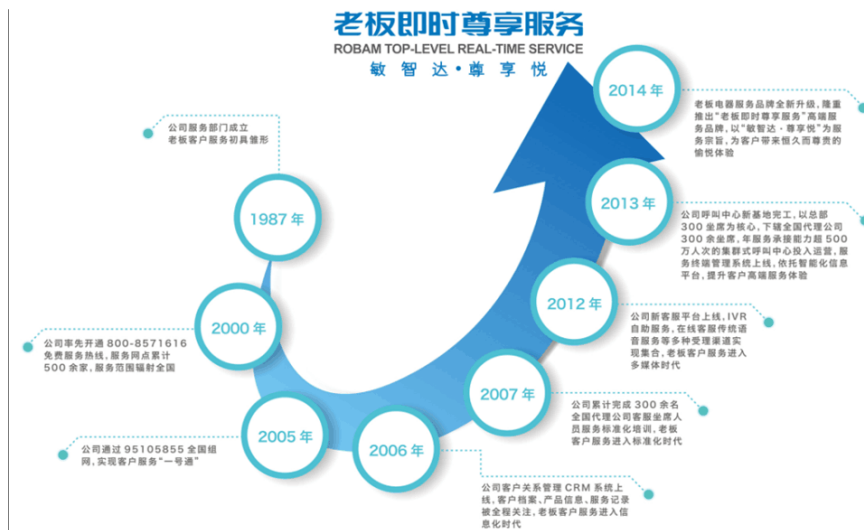 老板即时尊享服务
ROBAM TOP-LEVEL REAL-TIME SERVICE
敏智达·尊享悦
1987年
公司服务部门成立
老板客户服务初具雏形
2000年
公司率先开通 800-8571616
免费服务热线，服务网点累计
500余家，服务范围辐射全国
2005年
公司通过 95105855 全国组
网，实现客户服务“一号通”
2006年
公司客户关系管理 CRM 系统上
线，客户档案、产品信息、服务记录
被全程关注，老板客户服务进入信
息化时代
2007年
公司累计完成 300 余名
全国代理公司客服坐席人
员服务标准化培训，老板
客户服务进入标准化时代
2012年
公司新客服平台上线，IVR
自助服务，在线客服传统语
音服务等多种受理渠道实
现集合，老板客户服务进入
多媒体时代
2013年
公司呼叫中心新基地完工，以总部
300坐席为核心，下辖全国代理公司
300余坐席，年服务承接能力超 500
万人次的集群式呼叫中心投入运营，服
务终端管理系统上线，依托智能化信息
平台，提升客户高端服务体验
2014年
老板电器服务品牌全新升级，隆重
推出“老板即时尊享服务”高端服
务品牌，以“敏智达·尊享悦”为服
务宗旨，为客户带来恒久而尊贵的
愉悦体验